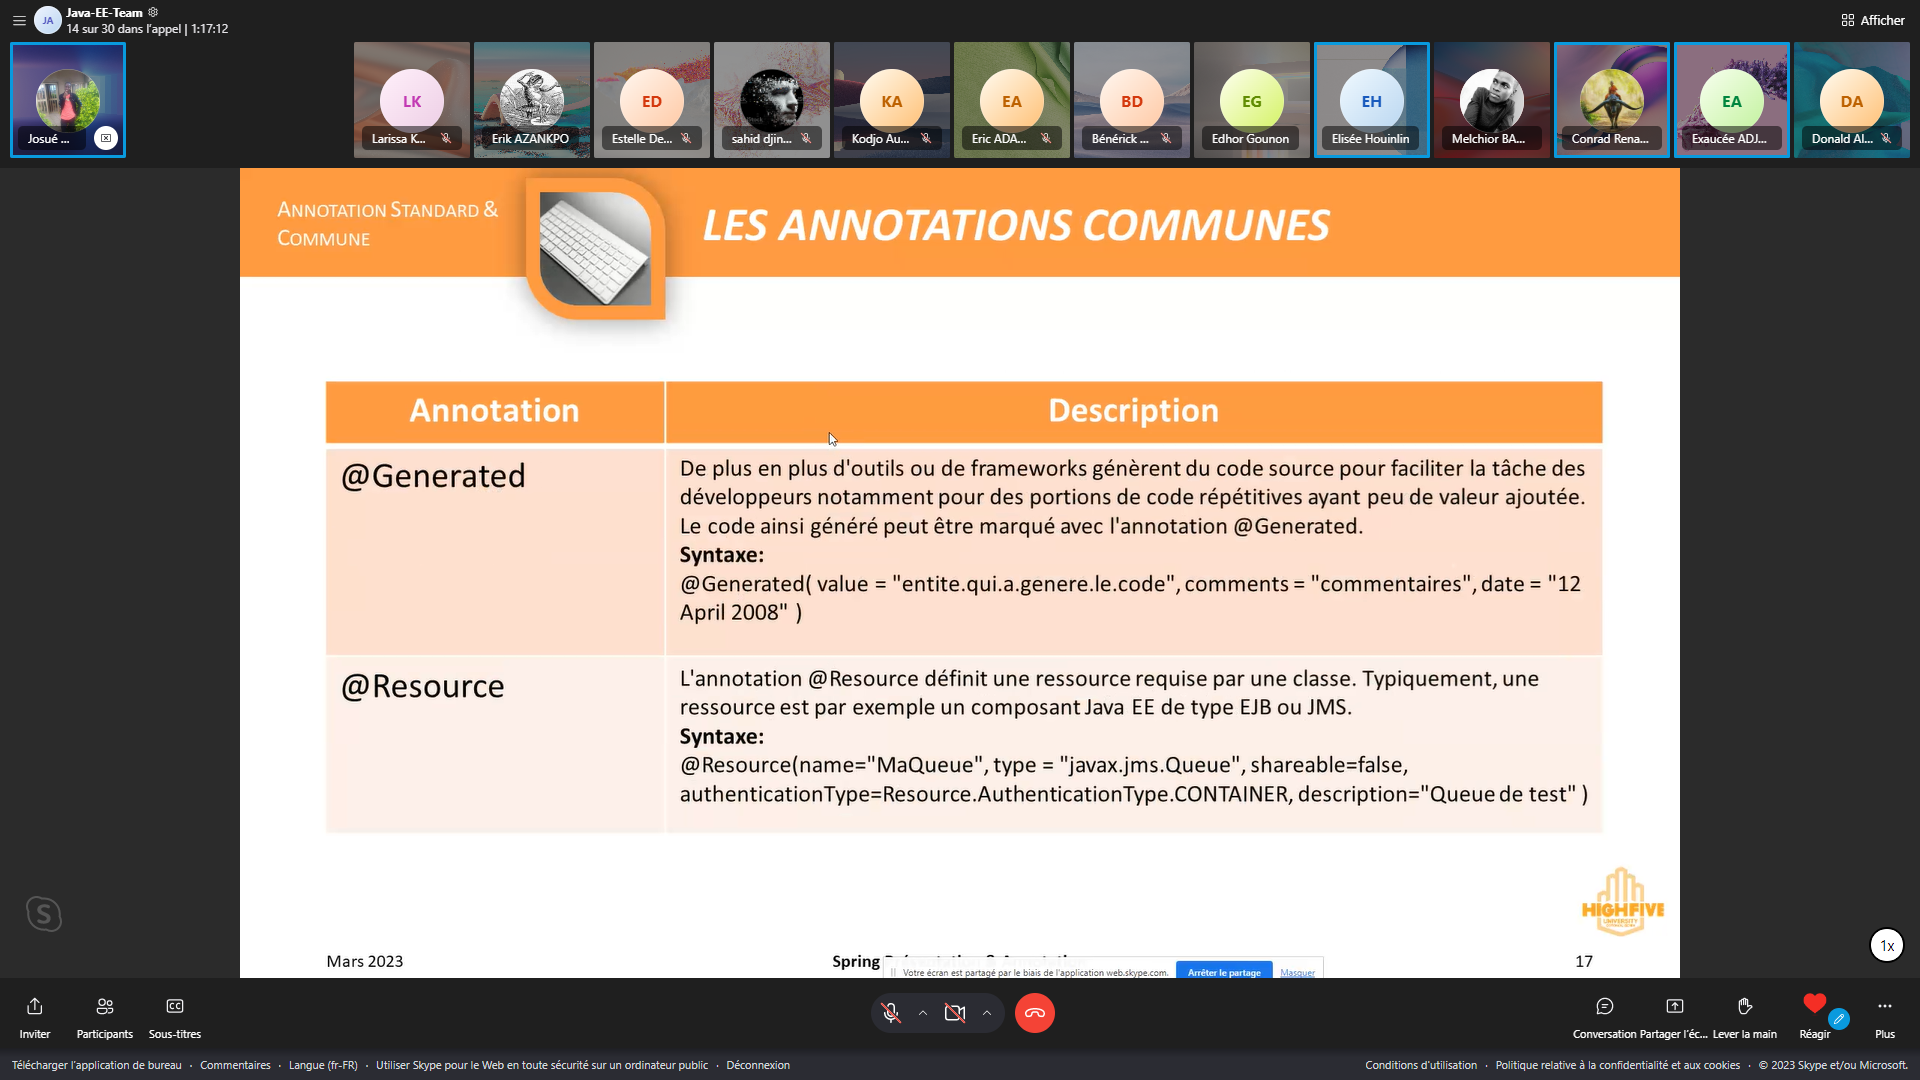 JA
Java-EE-Team
14 sur 30 dans l'appel | 1:17:12
Afficher
Josué ...
LK
Larissa K...
Erik AZANKPO
ED
Estelle De...
sahid djin...
KA
Kodjo Au...
EA
Eric ADA...
BD
Bénérick ...
EG
Edhor Gounon
EH
Elisée Houinlin
Melchior BA...
Conrad Rena...
EA
Exaucée ADJ...
DA
Donald Al...
ANNOTATION STANDARD &
COMMUNE
LES ANNOTATIONS COMMUNES
Annotation
Description
@Generated
De plus en plus d'outils ou de frameworks génèrent du code source pour faciliter la tâche des
développeurs notamment pour des portions de code répétitives ayant peu de valeur ajoutée.
Le code ainsi généré peut être marqué avec l'annotation @Generated.
Syntaxe:
@Generated( value = "entite.qui.a.genere.le.code", comments = "commentaires", date = "12
April 2008" )
@Resource
L'annotation @Resource définit une ressource requise par une classe. Typiquement, une
ressource est par exemple un composant Java EE de type EJB ou JMS.
Syntaxe:
@Resource(name="MaQueue", type = "javax.jms.Queue", shareable=false,
authenticationType=Resource.AuthenticationType.CONTAINER, description="Queue de test" )
HIGHFIVE
UNIVERSITY
1x
Mars 2023
Spring
17
Votre écran est partagé par le biais de l'application web.skype.com.
Arrêter le partage
Masquer
Inviter
Participants
CC
Sous-titres
Conversation
Partager l'éc...
Lever la main
Réagir
Plus
Télécharger l'application de bureau · Commentaires · Langue (fr-FR) · Utiliser Skype pour le Web en toute sécurité sur un ordinateur public · Déconnexion
Conditions d'utilisation · Politique relative à la confidentialité et aux cookies · © 2023 Skype et/ou Microsoft.